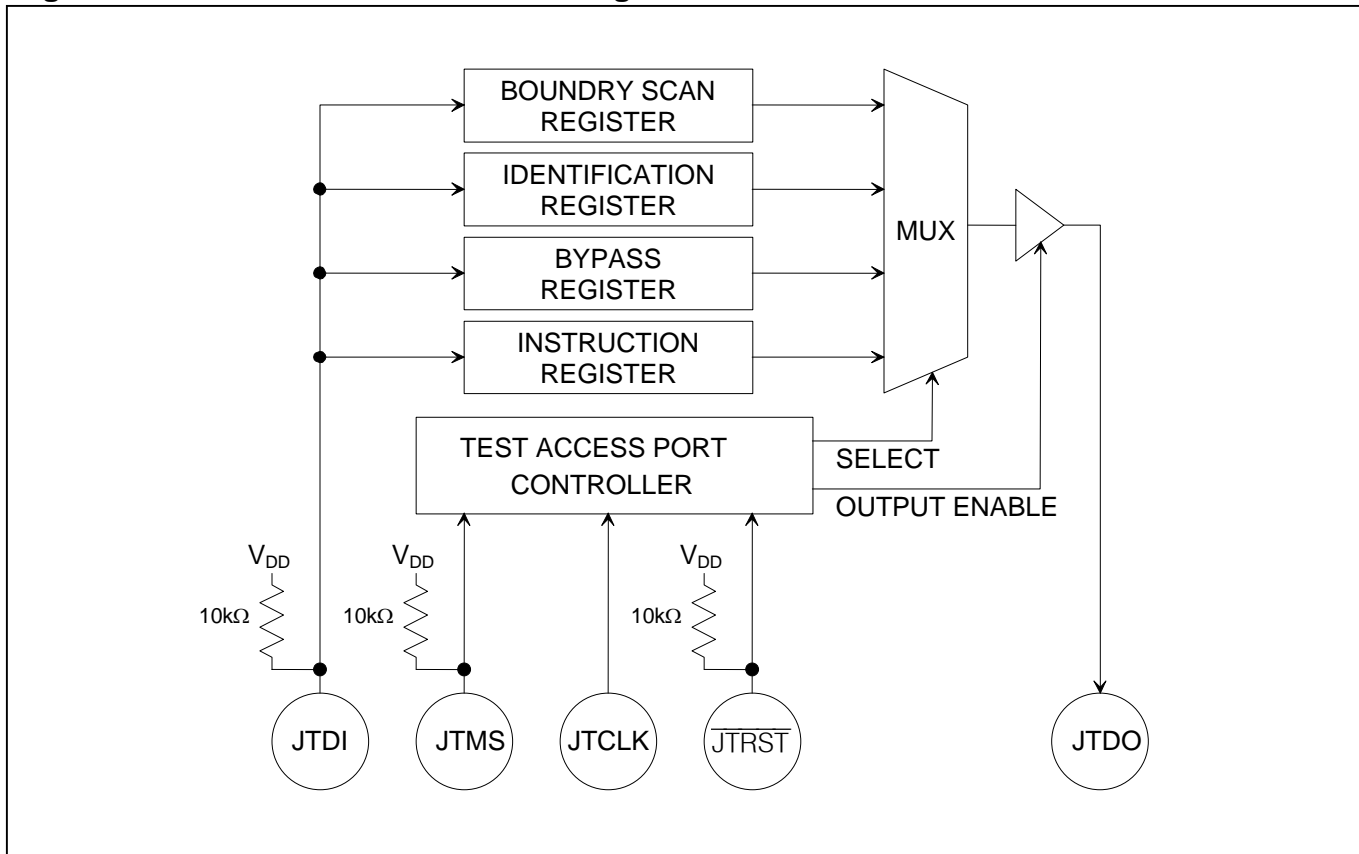 BOUNDRY SCAN
REGISTER
IDENTIFICATION
REGISTER
BYPASS
REGISTER
INSTRUCTION
REGISTER
MUX
TEST ACCESS PORT
CONTROLLER
SELECT
OUTPUT ENABLE
VDD
10kΩ
VDD
10kΩ
VDD
10kΩ
JTDI
JTMS
JTCLK
JTRST
JTDO